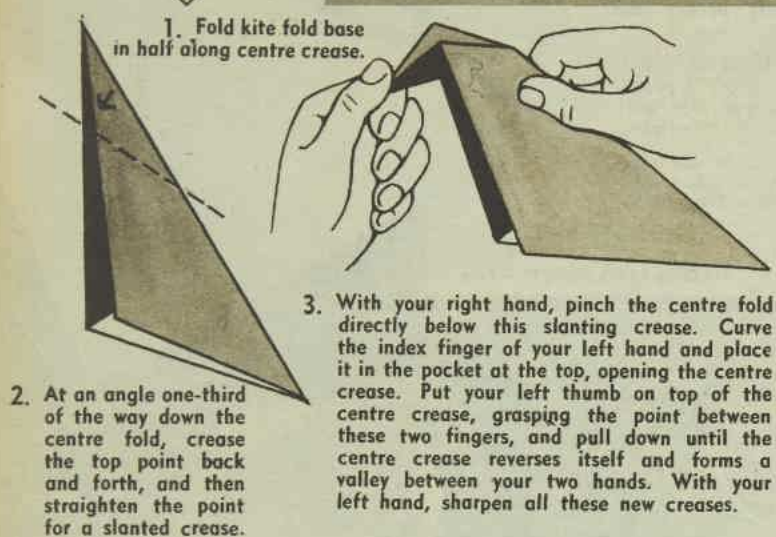 1. Fold kite fold base
in half along centre crease.
2. At an angle one-third
of the way down the
centre fold, crease
the top point back
and forth, and then
straighten the point
for a slanted crease.
3. With your right hand, pinch the centre fold
directly below this slanting crease. Curve
the index finger of your left hand and place
it in the pocket at the top, opening the centre
crease. Put your left thumb on top of the
centre crease, grasping the point between
these two fingers, and pull down until the
centre crease reverses itself and forms a
valley between your two hands. With your
left hand, sharpen all these new creases.